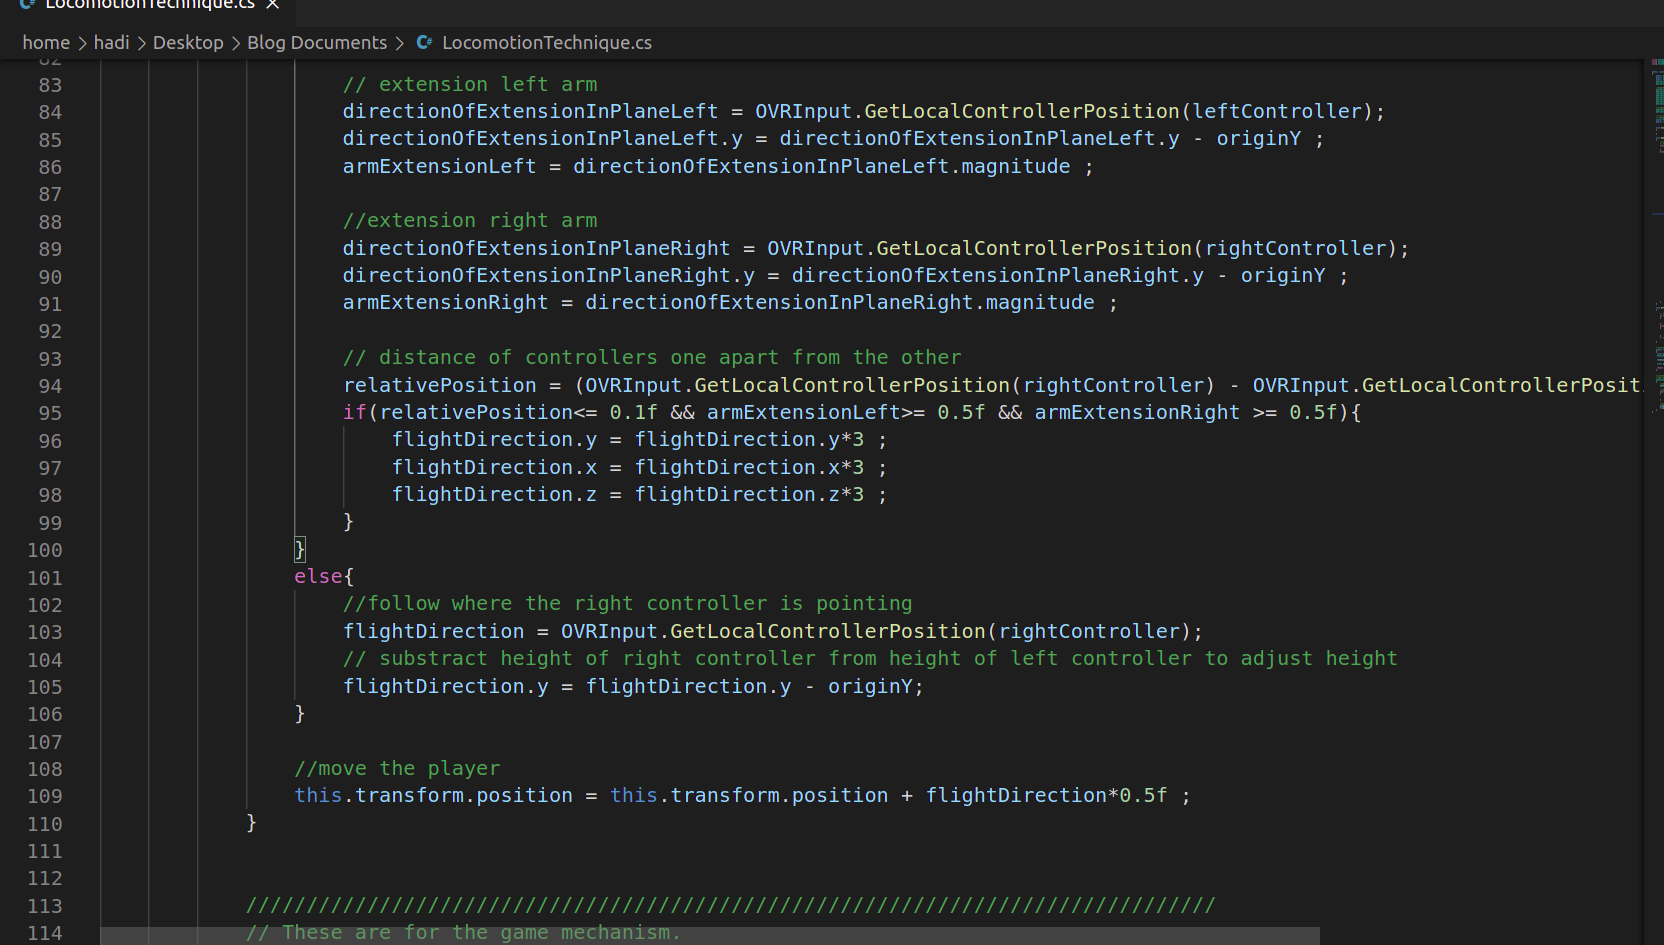 LocomotionTechnique.cs ×
home > hadi > Desktop > Blog Documents > C# LocomotionTechnique.cs
82
83 // extension left arm
84 directionOfExtensionInPlaneLeft = OVRInput.GetLocalControllerPosition(leftController);
85 directionOfExtensionInPlaneLeft.y = directionOfExtensionInPlaneLeft.y - originY ;
86 armExtensionLeft = directionOfExtensionInPlaneLeft.magnitude ;
87
88 //extension right arm
89 directionOfExtensionInPlaneRight = OVRInput.GetLocalControllerPosition(rightController);
90 directionOfExtensionInPlaneRight.y = directionOfExtensionInPlaneRight.y - originY ;
91 armExtensionRight = directionOfExtensionInPlaneRight.magnitude ;
92
93 // distance of controllers one apart from the other
94 relativePosition = (OVRInput.GetLocalControllerPosition(rightController) - OVRInput.GetLocalControllerPosit
95 if(relativePosition<= 0.1f && armExtensionLeft>= 0.5f && armExtensionRight >= 0.5f){
96 flightDirection.y = flightDirection.y*3 ;
97 flightDirection.x = flightDirection.x*3 ;
98 flightDirection.z = flightDirection.z*3 ;
99 }
100 }
101 else{
102 //follow where the right controller is pointing
103 flightDirection = OVRInput.GetLocalControllerPosition(rightController);
104 // substract height of right controller from height of left controller to adjust height
105 flightDirection.y = flightDirection.y - originY;
106 }
107
108 //move the player
109 this.transform.position = this.transform.position + flightDirection*0.5f ;
110 }
111
112
113 ////////////////////////////////////////////////////////////////////////////////
114 // These are for the game mechanism.